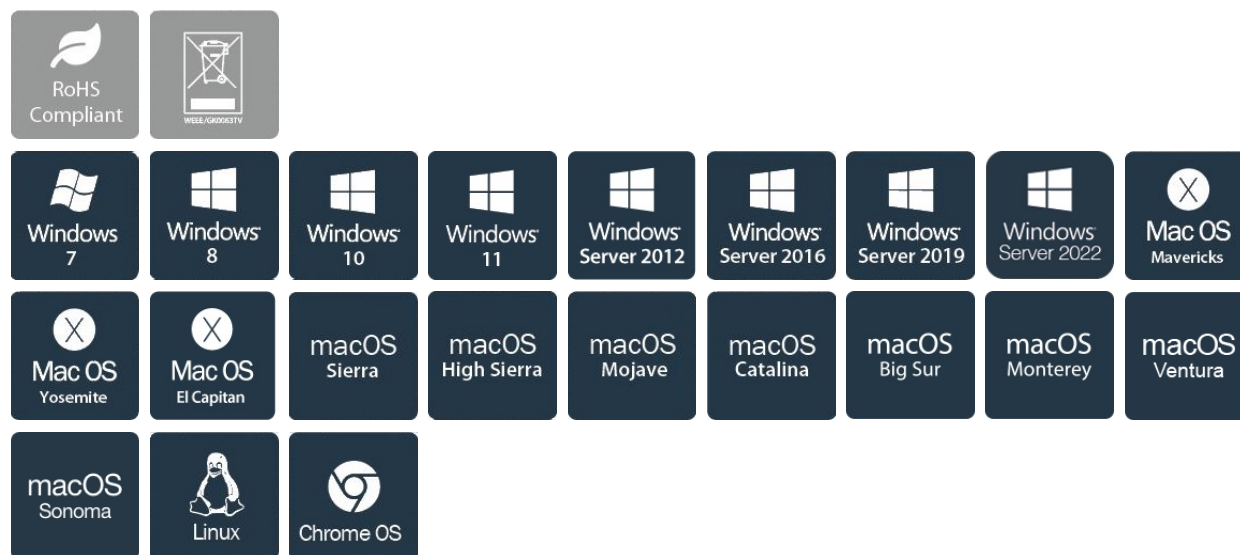 RoHS
Compliant
WEEE/GK0063TV
Windows
7
Windows
8
Windows
10
Windows
11
Windows
Server 2012
Windows
Server 2016
Windows
Server 2019
Windows
Server 2022
X
Mac OS
Mavericks
X
Mac OS
Yosemite
X
Mac OS
El Capitan
macOS
Sierra
macOS
High Sierra
macOS
Mojave
macOS
Catalina
macOS
Big Sur
macOS
Monterey
macOS
Ventura
macOS
Sonoma
Linux
Chrome OS